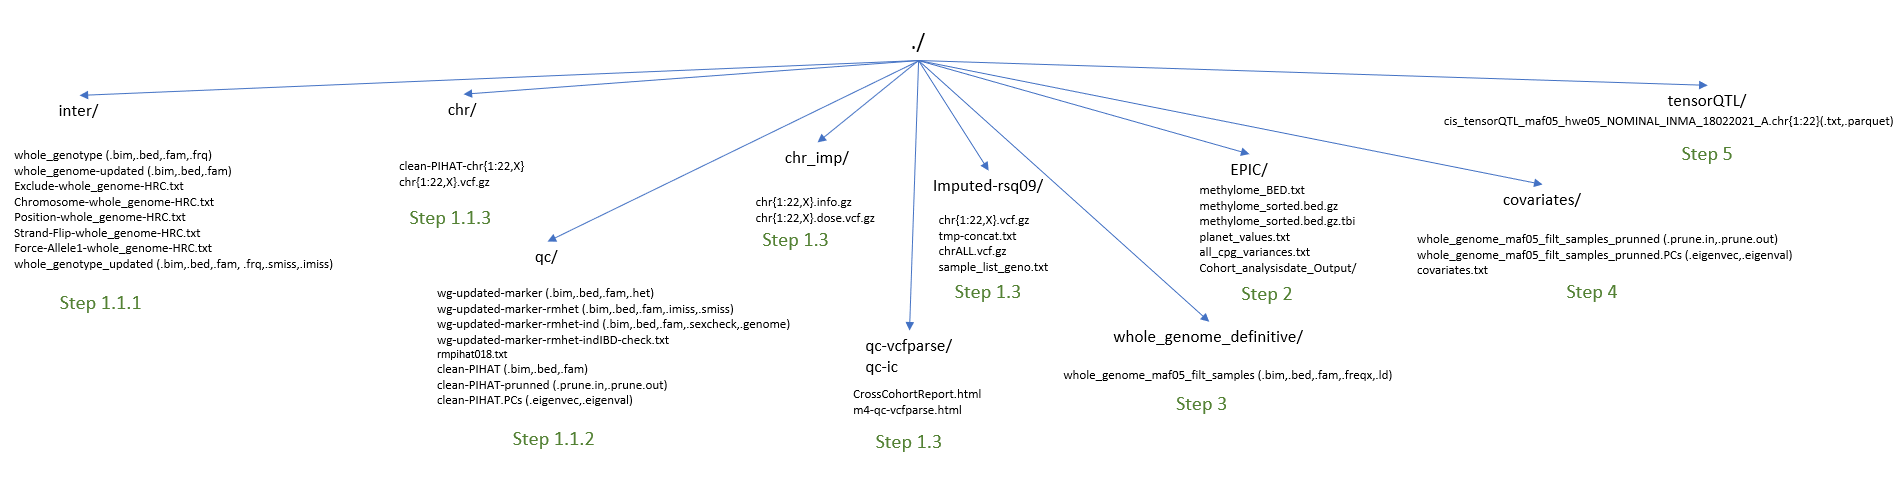 ./
inter/
whole_genotype (.bim,.bed,.fam,.frq)
whole_genome-updated (.bim,.bed,.fam)
Exclude-whole_genome-HRC.txt
Chromosome-whole_genome-HRC.txt
Position-whole_genome-HRC.txt
Strand-Flip-whole_genome-HRC.txt
Force-Allele1-whole_genome-HRC.txt
whole_genotype_updated (.bim,.bed,.fam, .frq,.smiss,.imiss)
Step 1.1.1
chr/
clean-PIHAT-chr{1:22,X}
chr{1:22,X}.vcf.gz
Step 1.1.3
qc/
wg-updated-marker (.bim,.bed,.fam,.het)
wg-updated-marker-rmhet (.bim,.bed,.fam,.imiss,.smiss)
wg-updated-marker-rmhet-ind (.bim,.bed,.fam,.sexcheck,.genome)
wg-updated-marker-rmhet-indIBD-check.txt
rmpihat018.txt
clean-PIHAT (.bim,.bed,.fam)
clean-PIHAT-prunned (.prune.in,.prune.out)
clean-PIHAT.PCs (.eigenvec,.eigenval)
Step 1.1.2
chr_imp/
chr{1:22,X}.info.gz
chr{1:22,X}.dose.vcf.gz
Step 1.3
qc-vcfparse/
qc-ic
CrossCohortReport.html
m4-qc-vcfparse.html
Step 1.3
Imputed-rsq09/
chr{1:22,X}.vcf.gz
tmp-concat.txt
chrALL.vcf.gz
sample_list_geno.txt
Step 1.3
whole_genome_definitive/
whole_genome_maf05_filt_samples (.bim,.bed,.fam,.freqx,.ld)
Step 3
EPIC/
methylome_BED.txt
methylome_sorted.bed.gz
methylome_sorted.bed.gz.tbi
planet_values.txt
all_cpg_variances.txt
Cohort_analysisdate_Output/
Step 2
covariates/
whole_genome_maf05_filt_samples_prunned (.prune.in,.prune.out)
whole_genome_maf05_filt_samples_prunned.PCs (.eigenvec,.eigenval)
covariates.txt
Step 4
tensorQTL/
cis_tensorQTL_maf05_hwe05_NOMINAL_INMA_18022021_A.chr{1:22}(.txt,.parquet)
Step 5